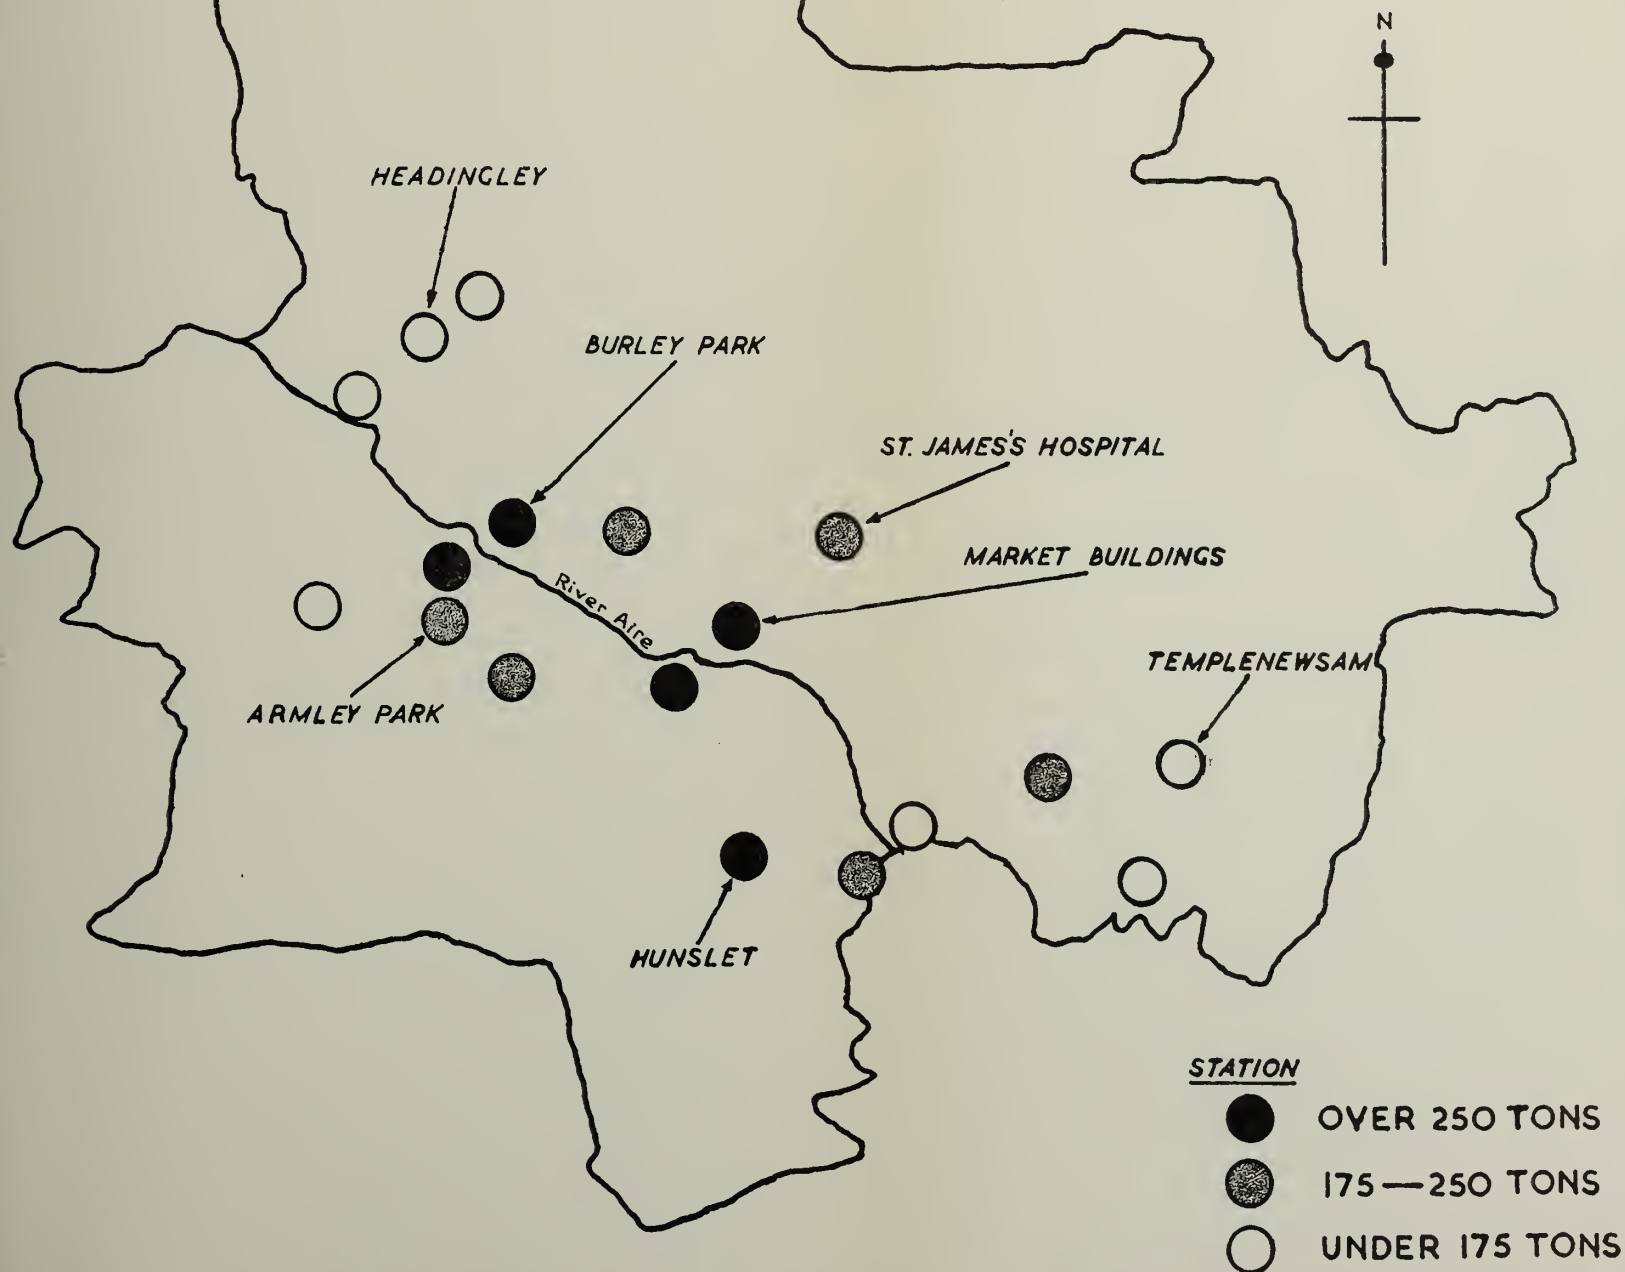 N
HEADINGLEY
BURLEY PARK
ST. JAMES'S HOSPITAL
MARKET BUILDINGS
River Aire
TEMPLENEWSAM
ARMLEY PARK
HUNSLET
STATION
OVER 250 TONS
175—250 TONS
UNDER 175 TONS